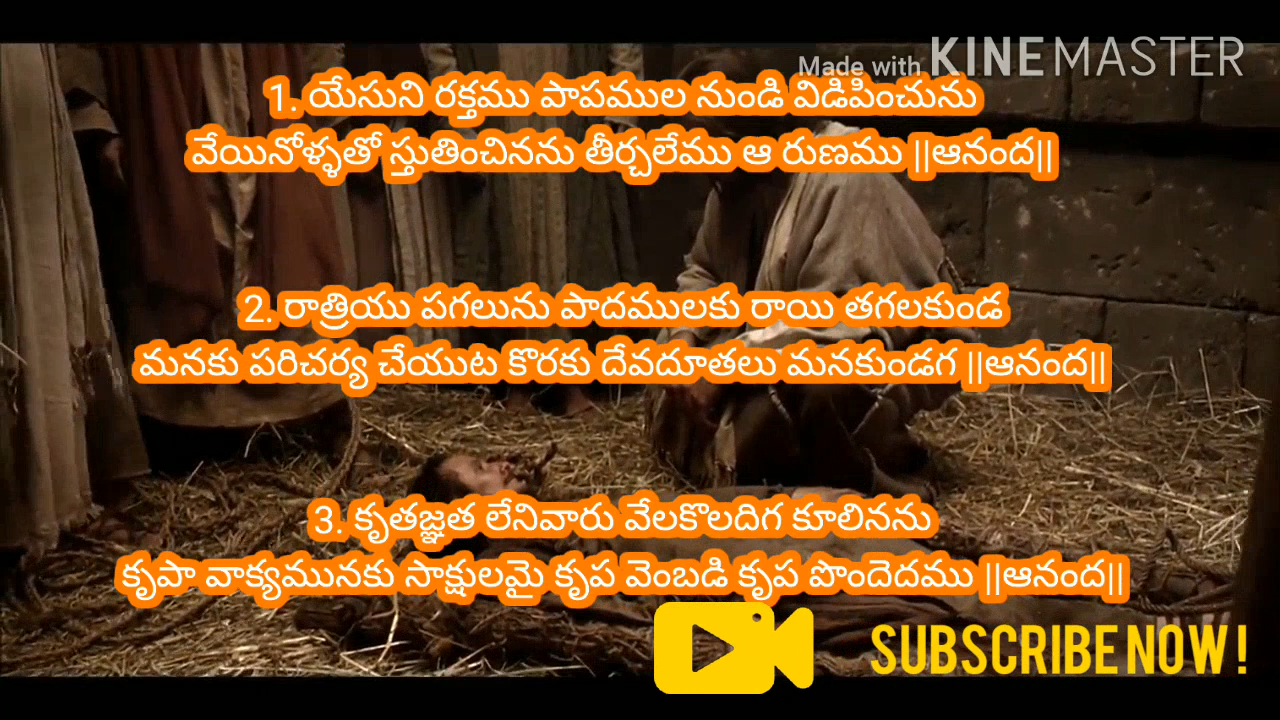 Made with KINEMASTER
1. యేసుని రక్తము పాపముల నుండి విడిపించును
వేయినోళ్ళతో స్తుతించినను తీర్చలేము ఆ రుణము ||ఆనంద||
2. రాత్రియు పగలును పాదములకు రాయి తగలకుండ
మనకు పరిచర్య చేయుట కొరకు దేవదూతలు మనకుండగ ||ఆనంద||
3. కృతజ్ఞత లేనివారు వేలకొలదిగ కూలినను
కృపా వాక్యమునకు సాక్షులమై కృప వెంబడి కృప పొందెదము ||ఆనంద||
SUBSCRIBE NOW !